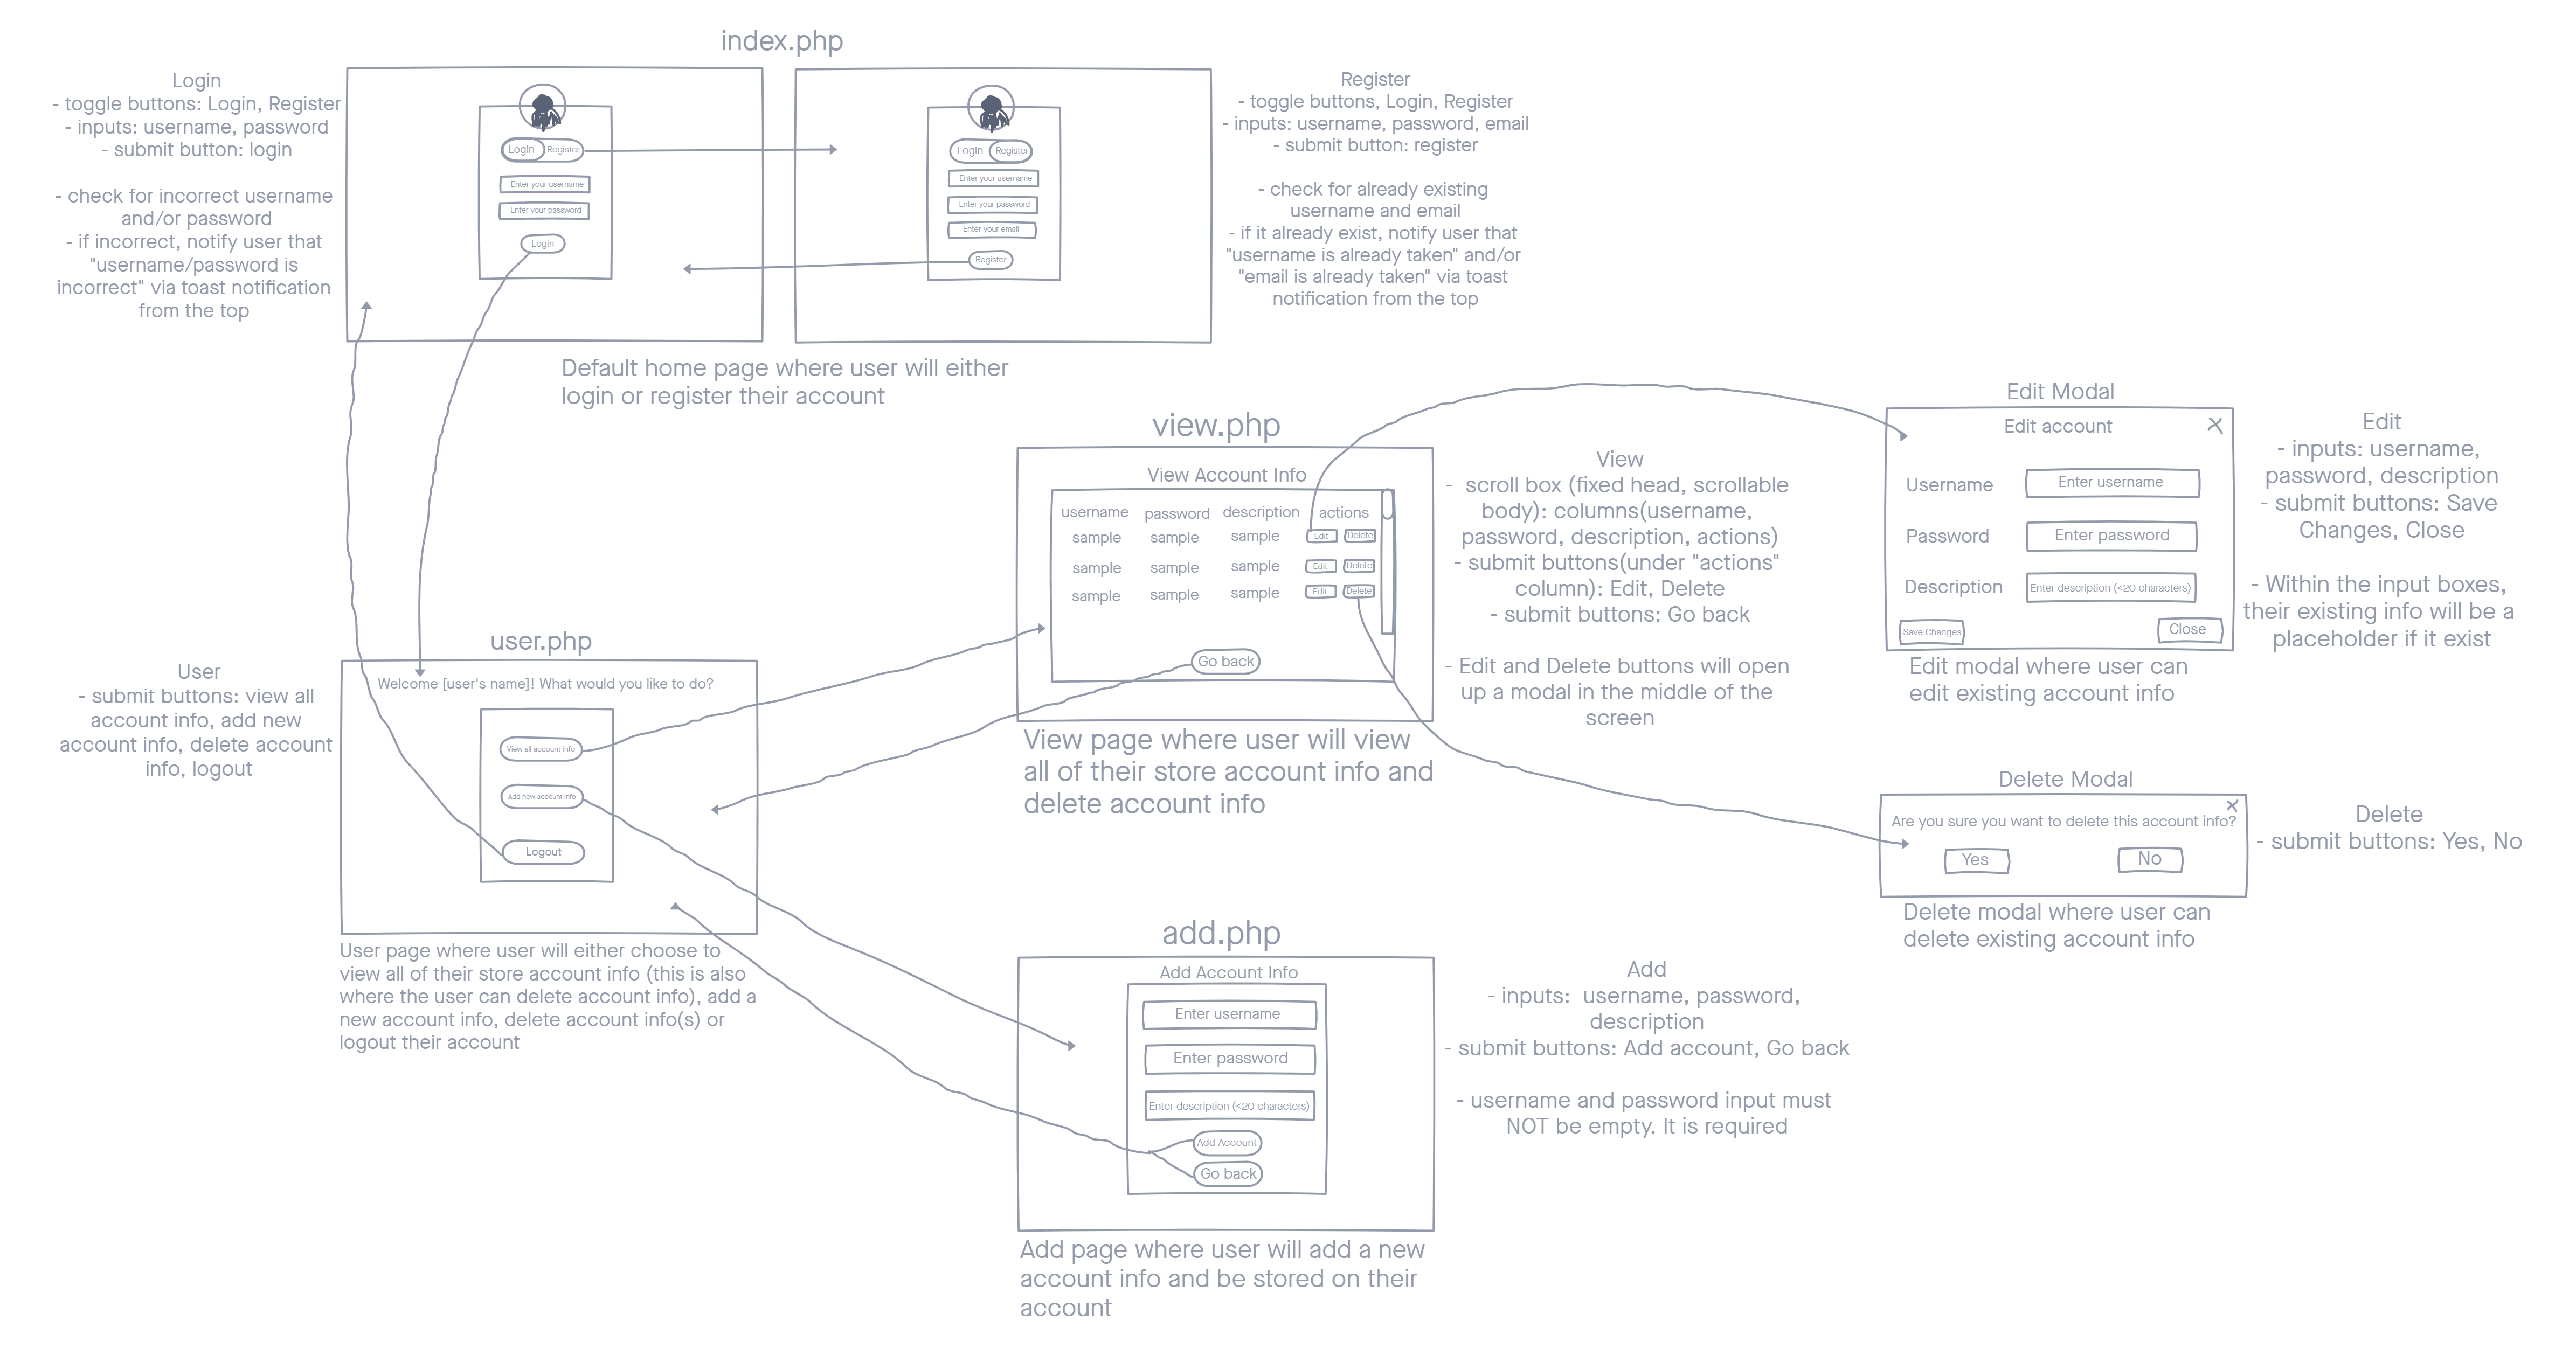 index.php
Login
- toggle buttons: Login, Register
- inputs: username, password
- submit button: login
- check for incorrect username
and/or password
- if incorrect, notify user that
"username/password is
incorrect" via toast notification
from the top
Login
Register
Enter your username
Enter your password
Login
Login
Register
Enter your username
Enter your password
Enter your email
Register
Register
- toggle buttons, Login, Register
- inputs: username, password, email
- submit button: register
- check for already existing
username and email
- if it already exist, notify user that
"username is already taken" and/or
"email is already taken" via toast
notification from the top
Default home page where user will either
login or register their account
view.php
View Account Info
username password description actions
sample sample sample Edit Delete
sample sample sample Edit Delete
sample sample sample Edit Delete
Go back
View page where user will view
all of their store account info and
delete account info
View
- scroll box (fixed head, scrollable
body): columns(username,
password, description, actions)
- submit buttons(under "actions"
column): Edit, Delete
- submit buttons: Go back
- Edit and Delete buttons will open
up a modal in the middle of the
screen
Edit Modal
Edit account
X
Username
Enter username
Password
Enter password
Description
Enter description (<20 characters)
Save Changes
Close
Edit modal where user can
edit existing account info
Edit
- inputs: username,
password, description
- submit buttons: Save
Changes, Close
- Within the input boxes,
their existing info will be a
placeholder if it exist
user.php
User
- submit buttons: view all
account info, add new
account info, delete account
info, logout
Welcome [user's name]! What would you like to do?
View all account info
Add new account info
Logout
User page where user will either choose to
view all of their store account info (this is also
where the user can delete account info), add a
new account info, delete account info(s) or
logout their account
Delete Modal
X
Are you sure you want to delete this account info?
Yes
No
Delete modal where user can
delete existing account info
Delete
- submit buttons: Yes, No
add.php
Add Account Info
Enter username
Enter password
Enter description (<20 characters)
Add Account
Go back
Add page where user will add a new
account info and be stored on their
account
Add
- inputs: username, password,
description
- submit buttons: Add account, Go back
- username and password input must
NOT be empty. It is required